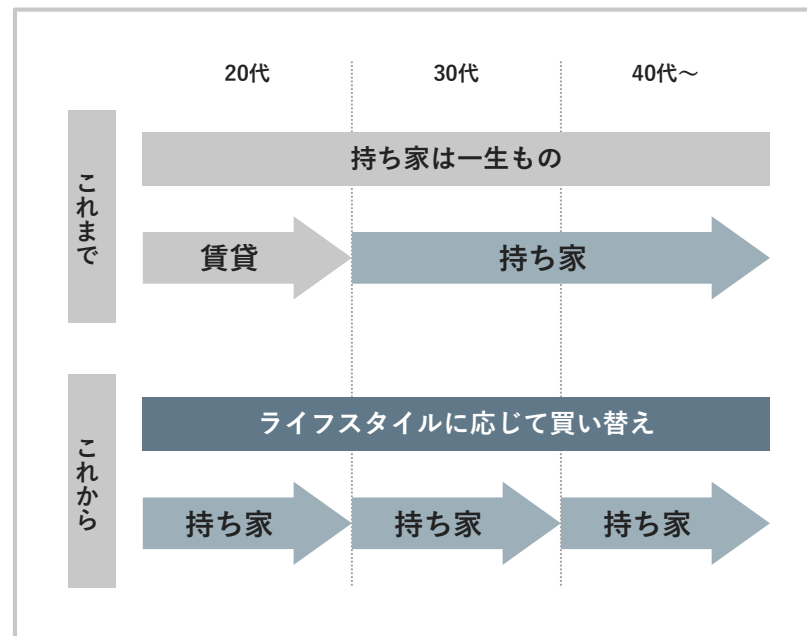 20代
30代
40代〜
これまで
持ち家は一生もの
賃貸
持ち家
これから
ライフスタイルに応じて買い替え
持ち家
持ち家
持ち家